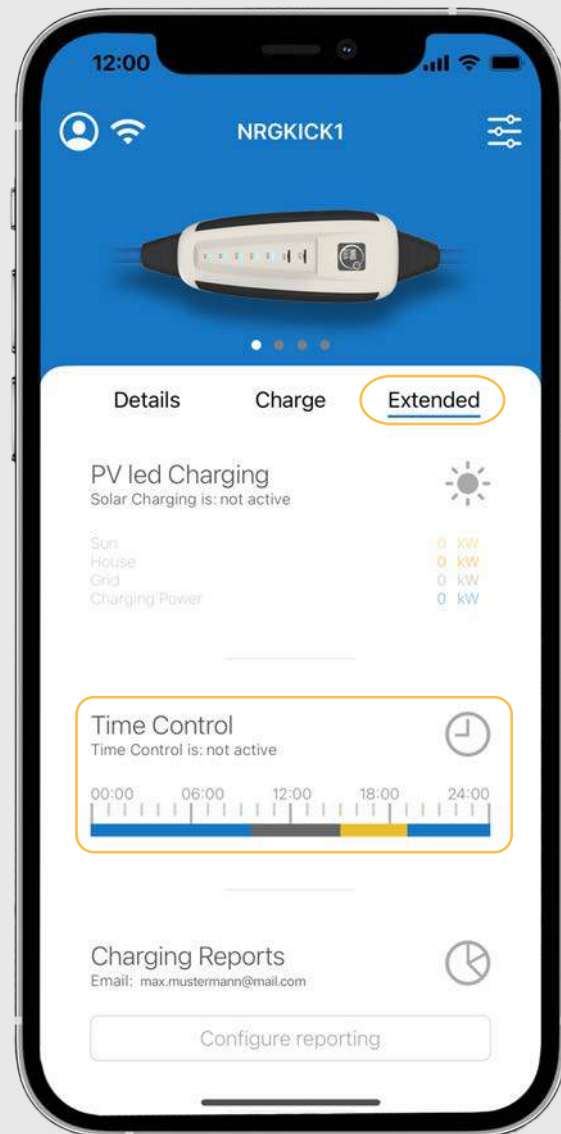 12:00
NRGKICK1
Details Charge Extended
PV led Charging
Solar Charging is: not active
Sun 0 kW
House 0 kW
Grid 0 kW
Charging Power 0 kW
Time Control
Time Control is: not active
00:00 06:00 12:00 18:00 24:00
Charging Reports
Email: max.mustermann@mail.com
Configure reporting